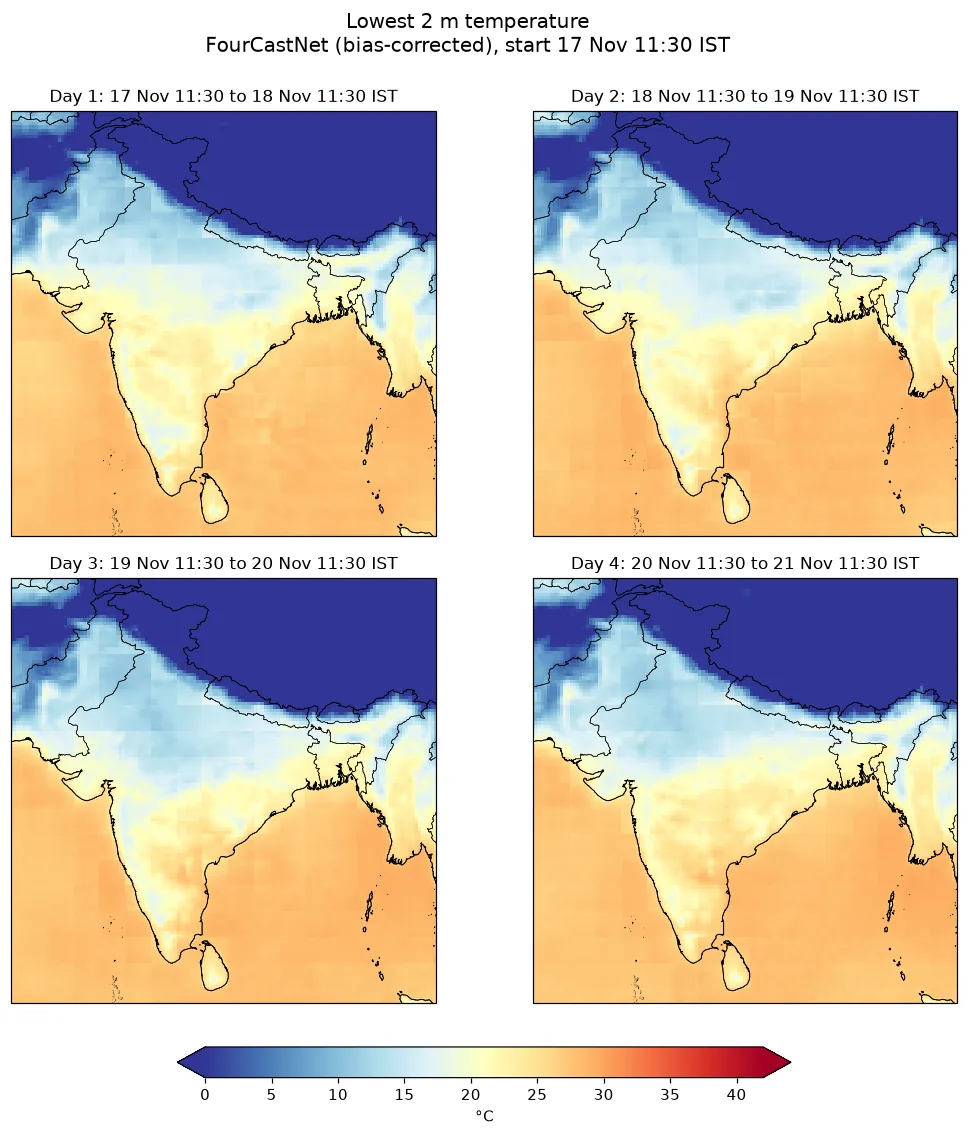 Lowest 2 m temperature
FourCastNet (bias-corrected), start 17 Nov 11:30 IST
Day 1: 17 Nov 11:30 to 18 Nov 11:30 IST
Day 2: 18 Nov 11:30 to 19 Nov 11:30 IST
Day 3: 19 Nov 11:30 to 20 Nov 11:30 IST
Day 4: 20 Nov 11:30 to 21 Nov 11:30 IST
0 5 10 15 20 25 30 35 40
°C